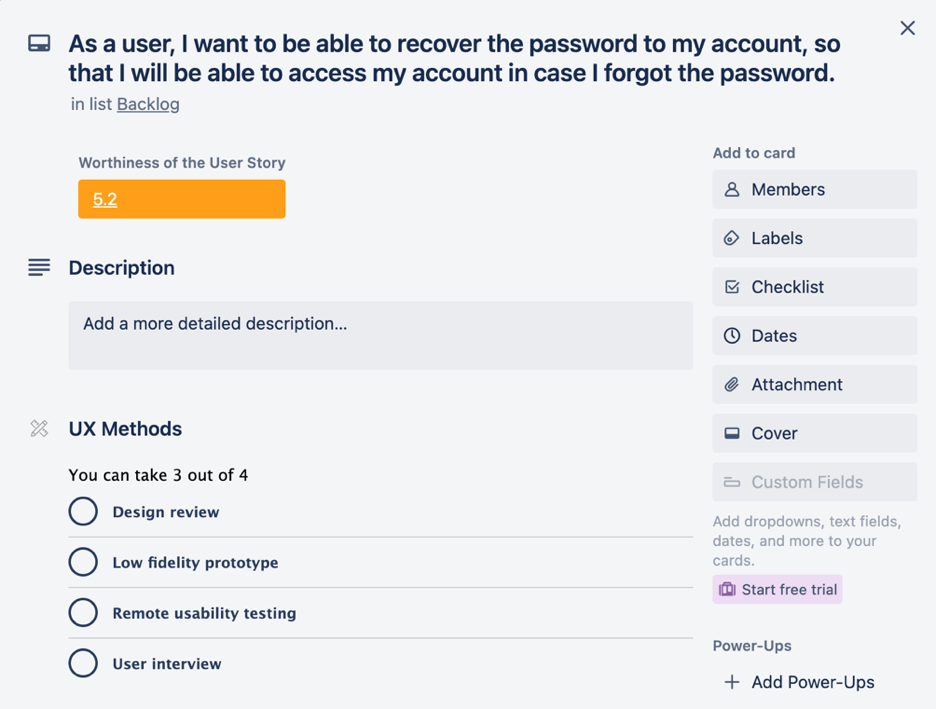 As a user, I want to be able to recover the password to my account, so
that I will be able to access my account in case I forgot the password.
in list Backlog
Worthiness of the User Story
5.2
Description
Add a more detailed description...
UX Methods
You can take 3 out of 4
Design review
Low fidelity prototype
Remote usability testing
User interview
Add to card
Members
Labels
Checklist
Dates
Attachment
Cover
Custom Fields
Add dropdowns, text fields,
dates, and more to your
cards.
Start free trial
Power-Ups
Add Power-Ups